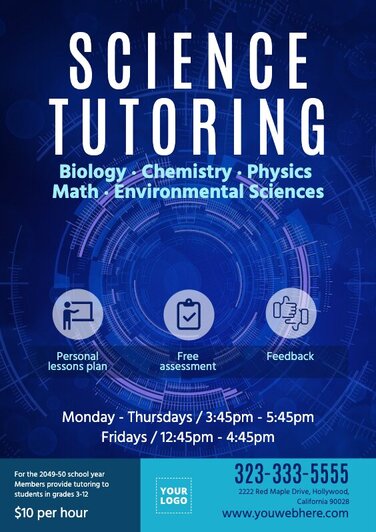 SCIENCE
TUTORING
Biology · Chemistry · Physics
Math · Environmental Sciences
Personal
lessons plan
Free
assessment
Feedback
Monday - Thursdays / 3:45pm - 5:45pm
Fridays / 12:45pm - 4:45pm
For the 2049-50 school year
Members provide tutoring to
students in grades 3-12
$10 per hour
YOUR
LOGO
323-333-5555
2222 Red Maple Drive, Hollywood,
California 90028
www.youwebhere.com